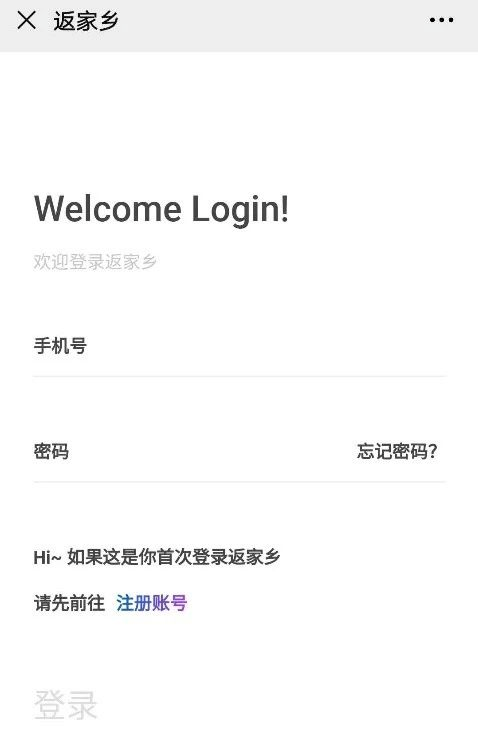 返家乡
Welcome Login!
欢迎登录返家乡
手机号
密码 忘记密码?
Hi~ 如果这是你首次登录返家乡
请先前往 注册账号
登录